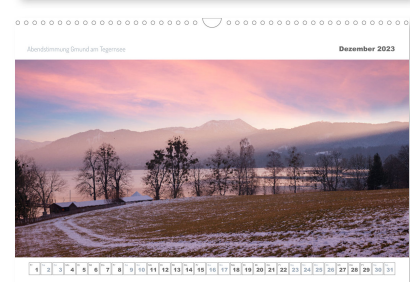 Abendstimmung Gmund am Tegernsee
Dezember 2023
1 2 3 4 5 6 7 8 9 10 11 12 13 14 15 16 17 18 19 20 21 22 23 24 25 26 27 28 29 30 31